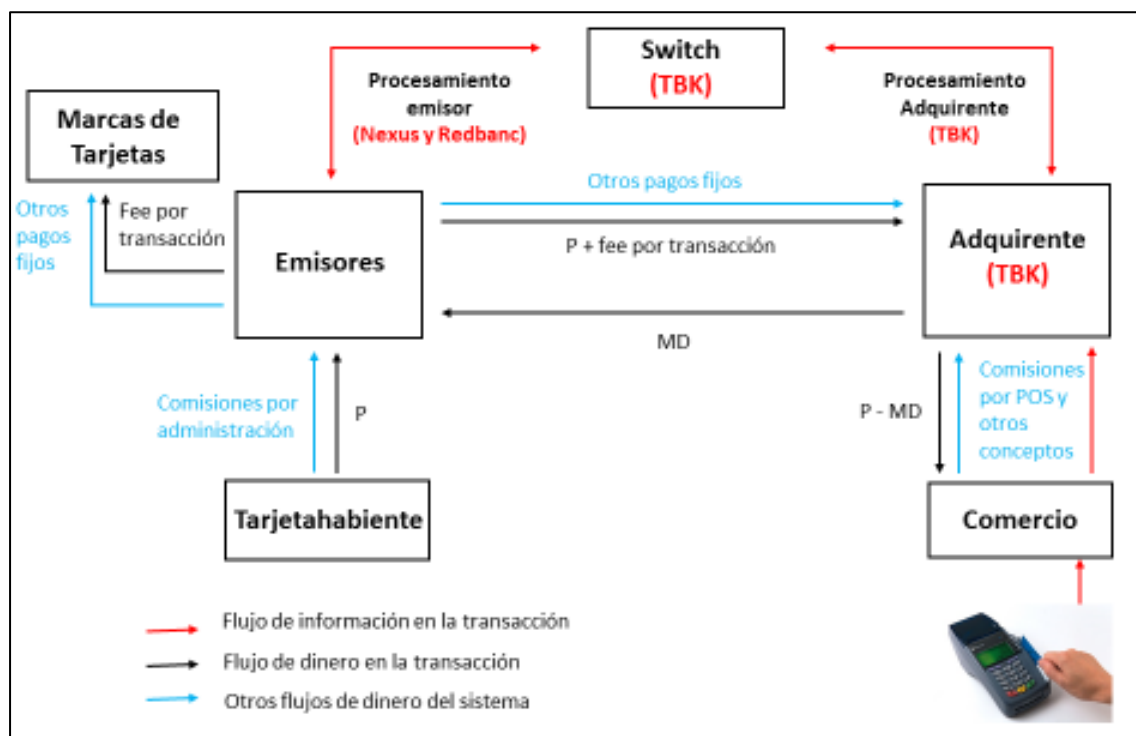 Switch
(TBK)
Procesamiento
emisor
(Nexus y Redbanc)
Procesamiento
Adquirente
(TBK)
Marcas de
Tarjetas
Otros
pagos
fijos
Fee por
transacción
Emisores
Otros pagos fijos
P + fee por transacción
MD
Adquirente
(TBK)
Comisiones por
administración
P
P - MD
Comisiones
por POS y
otros
conceptos
Tarjetahabiente
Comercio
Flujo de información en la transacción
Flujo de dinero en la transacción
Otros flujos de dinero del sistema